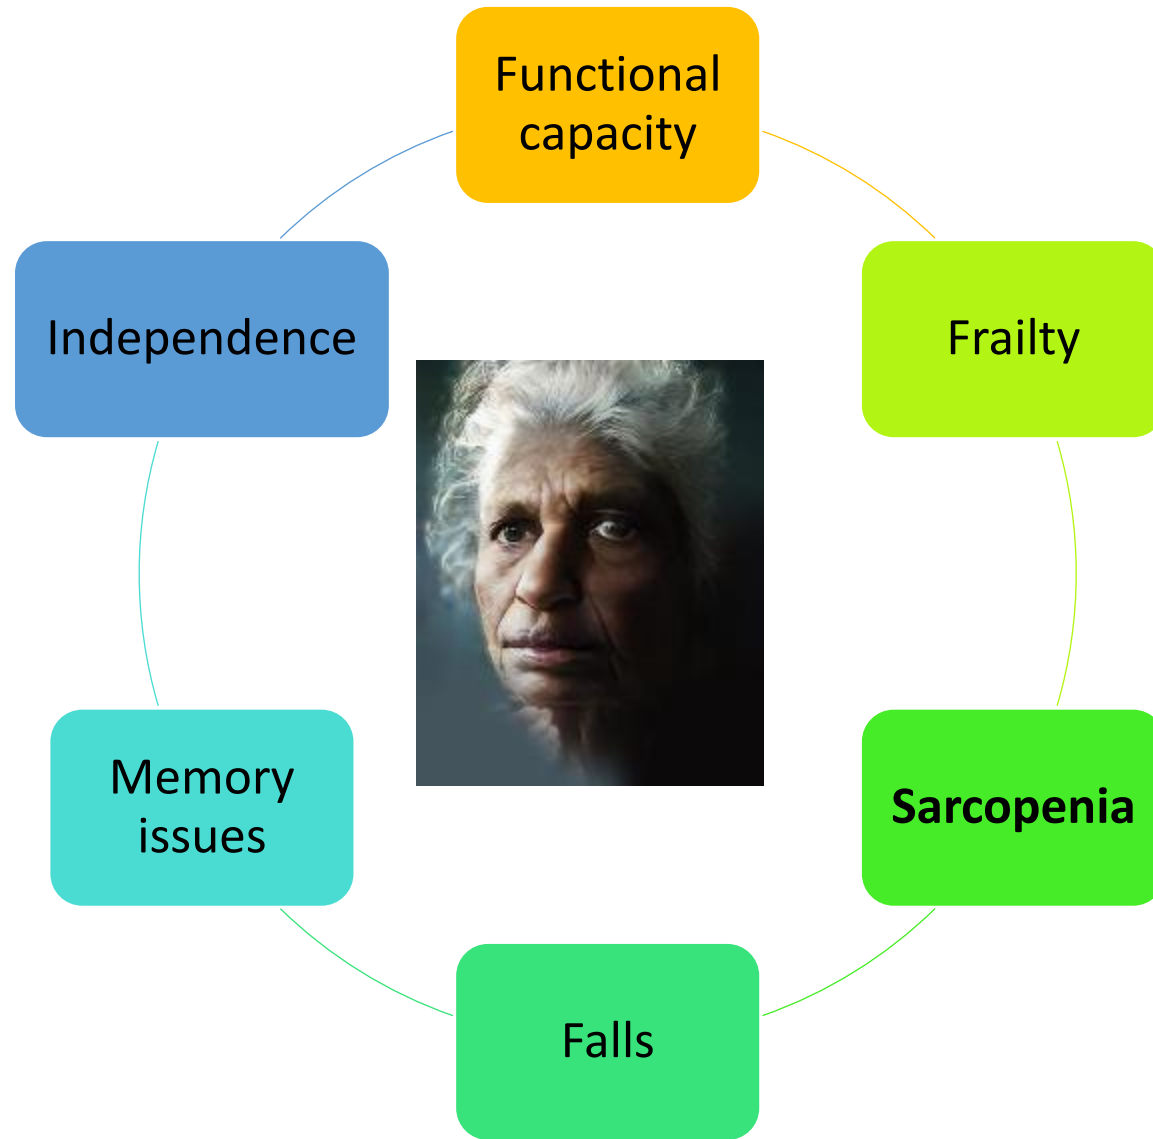 Functional
capacity
Independence
Frailty
Memory
issues
Sarcopenia
Falls